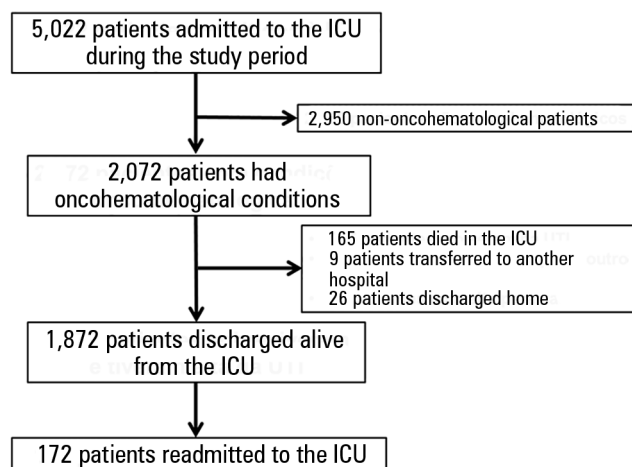 5,022 patients admitted to the ICU
during the study period
2,950 non-oncohematological patients
2,072 patients had
oncohematological conditions
165 patients died in the ICU
9 patients transferred to another
hospital
26 patients discharged home
1,872 patients discharged alive
from the ICU
172 patients readmitted to the ICU